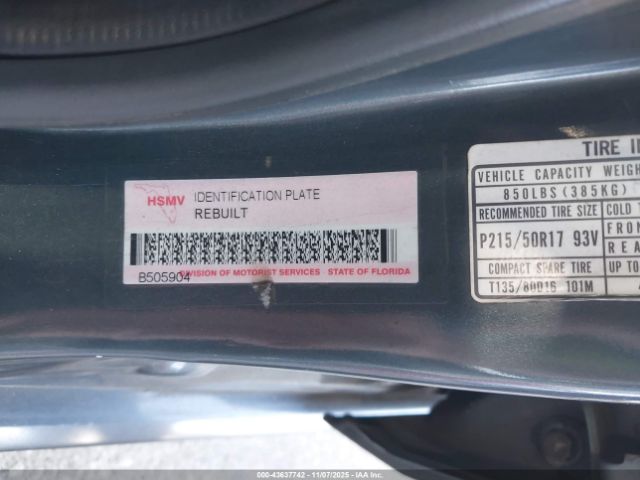 HSMV
IDENTIFICATION PLATE
REBUILT
B505904
DIVISION OF MOTORIST SERVICES STATE OF FLORIDA
TIRE
VEHICLE CAPACITY WEIGH
850LBS(385KG)
RECOMMENDED TIRE SIZE COLD
P215/50R17 93V
FRON
REA
COMPACT SPARE TIRE UP TO
T135/80D16 101M
000-43637742 11/07/2025 IAAI.COM